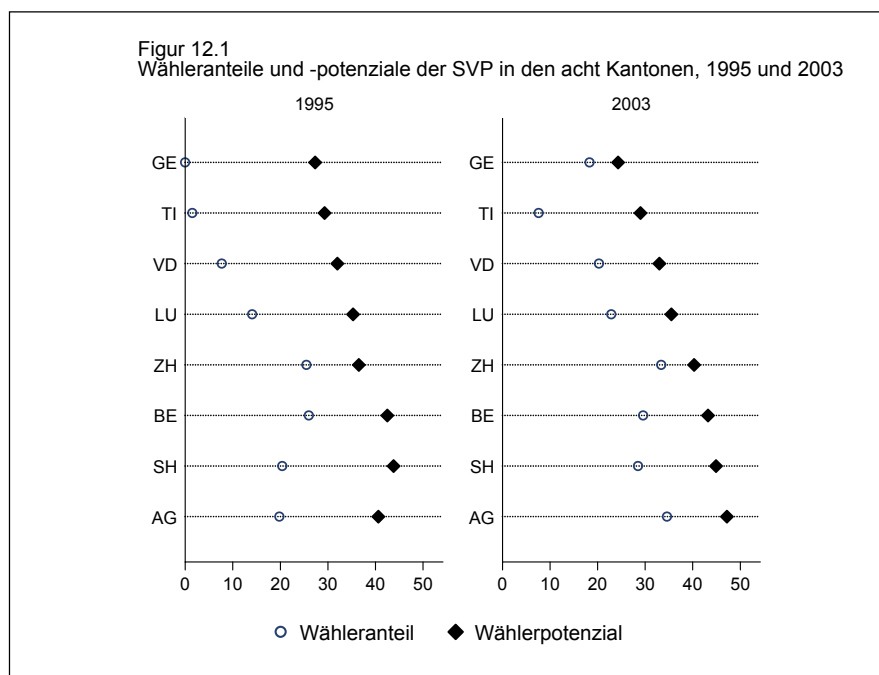 Figur 12.1
Wähleranteile und -potenziale der SVP in den acht Kantonen, 1995 und 2003
1995
GE
TI
VD
LU
ZH
BE
SH
AG
0 10 20 30 40 50
2003
GE
TI
VD
LU
ZH
BE
SH
AG
0 10 20 30 40 50
Wähleranteil Wählerpotenzial